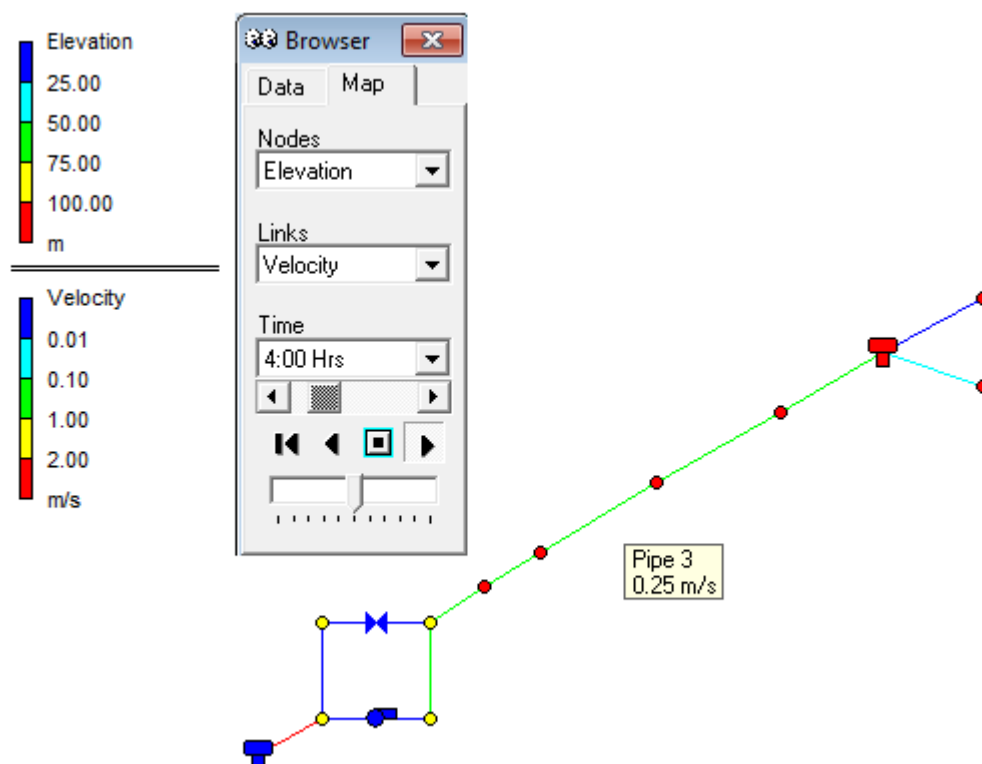 Elevation
25.00
50.00
75.00
100.00
m
Velocity
0.01
0.10
1.00
2.00
m/s
Browser
Data Map
Nodes
Elevation
Links
Velocity
Time
4:00 Hrs
Pipe 3
0.25 m/s